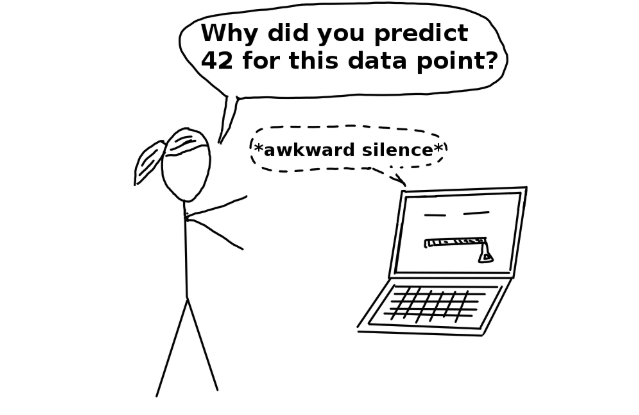 Why did you predict
42 for this data point?
*awkward silence*